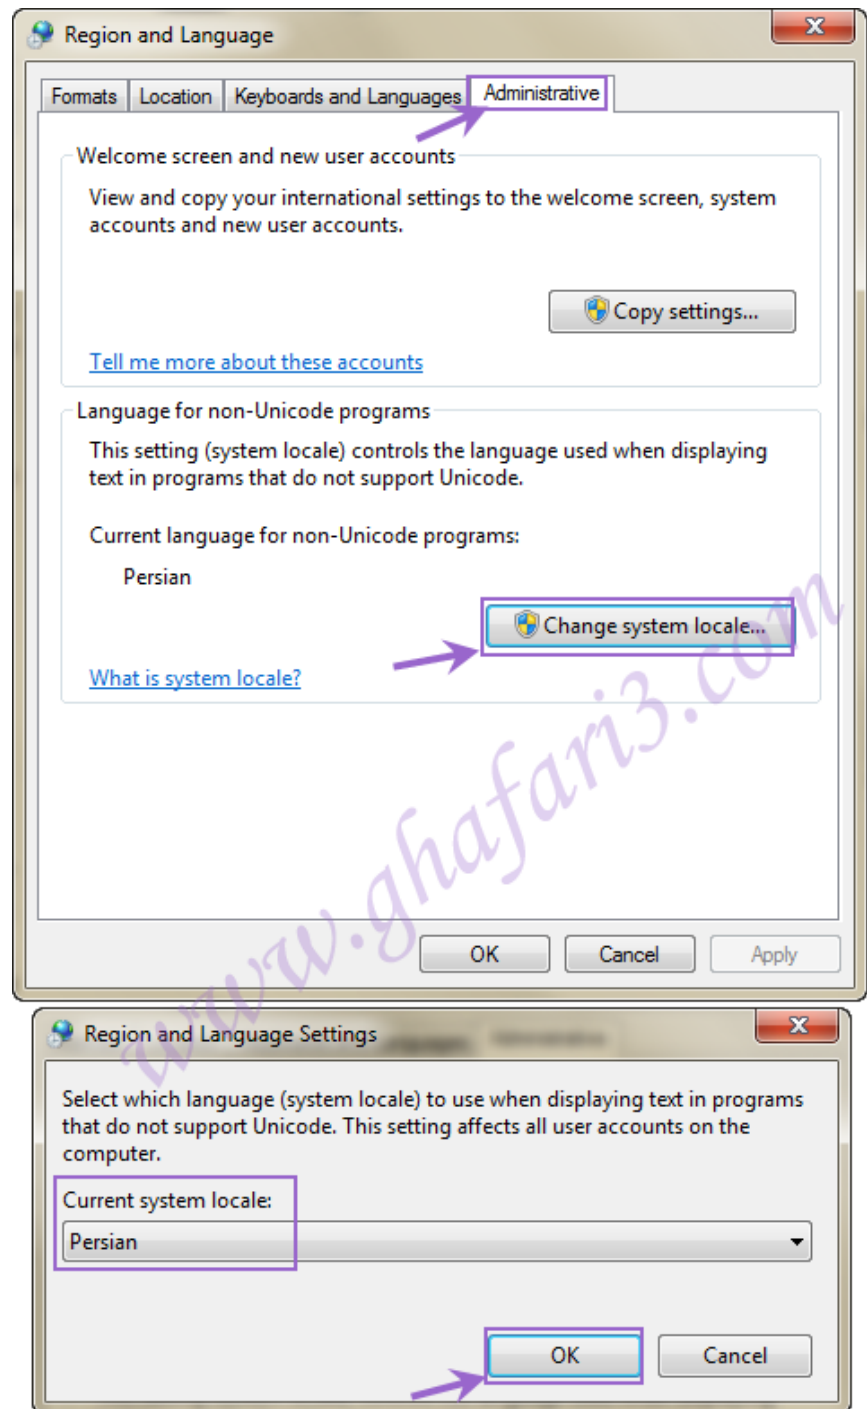 Region and Language
Formats Location Keyboards and Languages Administrative
Welcome screen and new user accounts
View and copy your international settings to the welcome screen, system
accounts and new user accounts.
Copy settings...
Tell me more about these accounts
Language for non-Unicode programs
This setting (system locale) controls the language used when displaying
text in programs that do not support Unicode.
Current language for non-Unicode programs:
Persian
Change system locale...
What is system locale?
www.ghafari3.com
OK Cancel Apply
Region and Language Settings
Select which language (system locale) to use when displaying text in programs
that do not support Unicode. This setting affects all user accounts on the
computer.
Current system locale:
Persian
OK Cancel